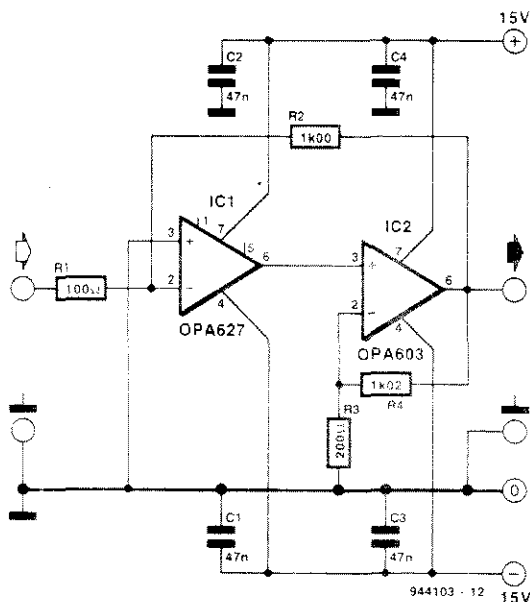 15V
+
C2
47n
C4
47n
R2
1k00
IC1
1
7
3
+
5
6
2
−
4
OPA627
R1
100Ω
IC2
7
3
+
6
2
−
4
OPA603
1k02
R4
R3
200Ω
0
C1
47n
C3
47n
−
944103 - 12
15V